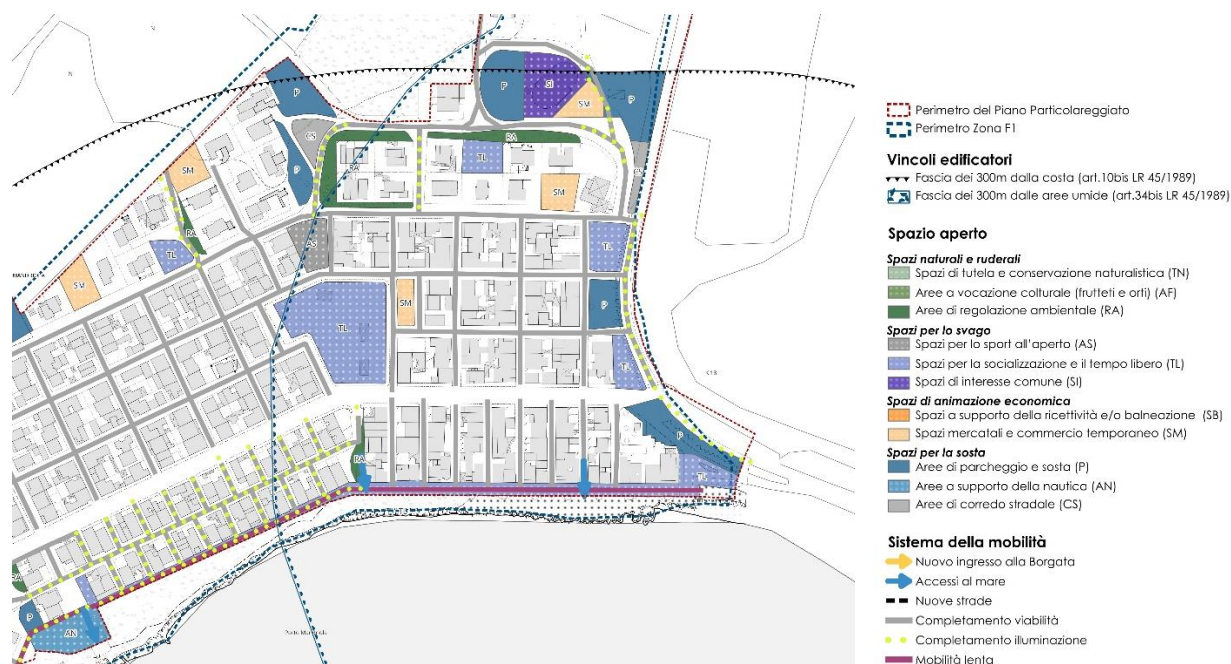 N
N
P
SI
SM
P
CS
RA
P
RA
TL
SM
SM
RA
TL
AS
TL
SM
TL
SM
P
TL
P
RA
TL
RA
P
AN
Perimetro del Piano Particolareggiato
Perimetro Zona F1
Vincoli edificatori
Fascia dei 300m dalla costa (art.10bis LR 45/1989)
Fascia dei 300m dalle aree umide (art.34bis LR 45/1989)
Spazio aperto
Spazi naturali e ruderali
Spazi di tutela e conservazione naturalistica (TN)
Aree a vocazione colturale (frutteti e orti) (AF)
Aree di regolazione ambientale (RA)
Spazi per lo svago
Spazi per lo sport all'aperto (AS)
Spazi per la socializzazione e il tempo libero (TL)
Spazi di interesse comune (SI)
Spazi di animazione economica
Spazi a supporto della ricettività e/o balneazione (SB)
Spazi mercatali e commercio temporaneo (SM)
Spazi per la sosta
Aree di parcheggio e sosta (P)
Aree a supporto della nautica (AN)
Aree di corredo stradale (CS)
Sistema della mobilità
Nuovo ingresso alla Borgata
Accessi al mare
Nuove strade
Completamento viabilità
Completamento illuminazione
Mobilità lenta